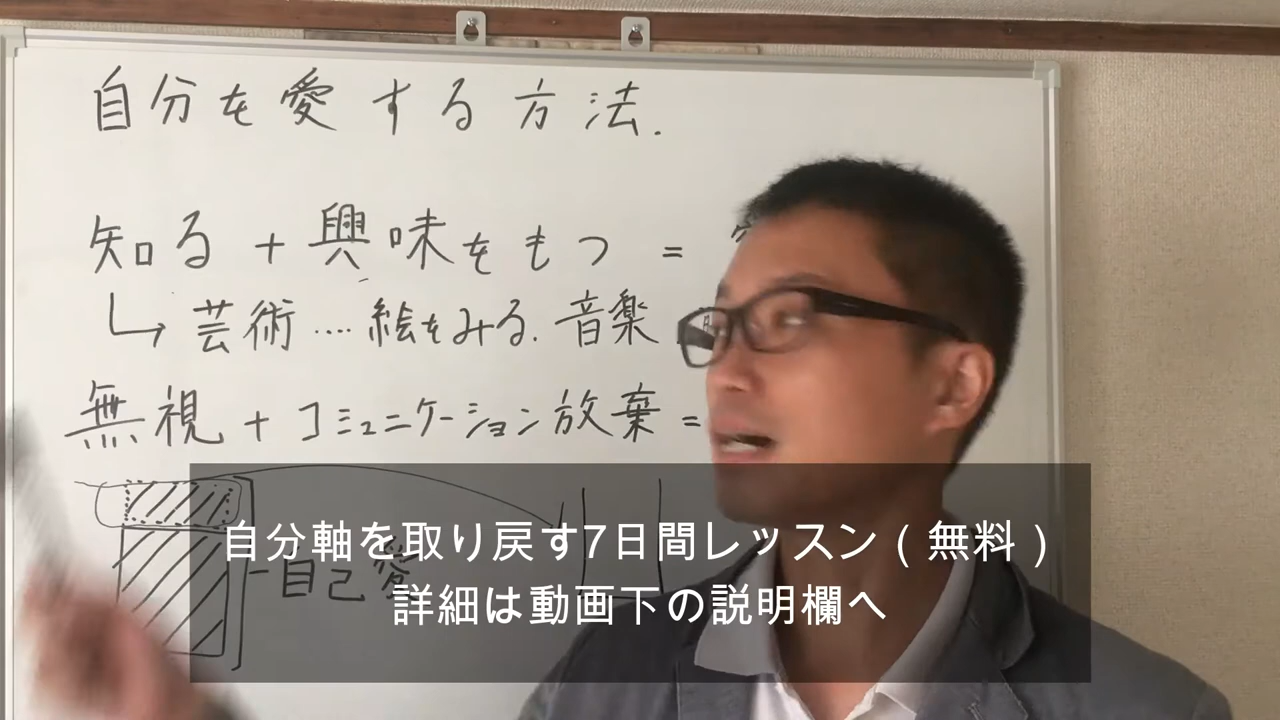 自分を愛する方法.
知る + 興味をもつ =
↳ 芸術 .... 絵をみる. 音楽
無視 + コミュニケーション放棄 =
自己愛
自分軸を取り戻す7日間レッスン(無料)
詳細は動画下の説明欄へ